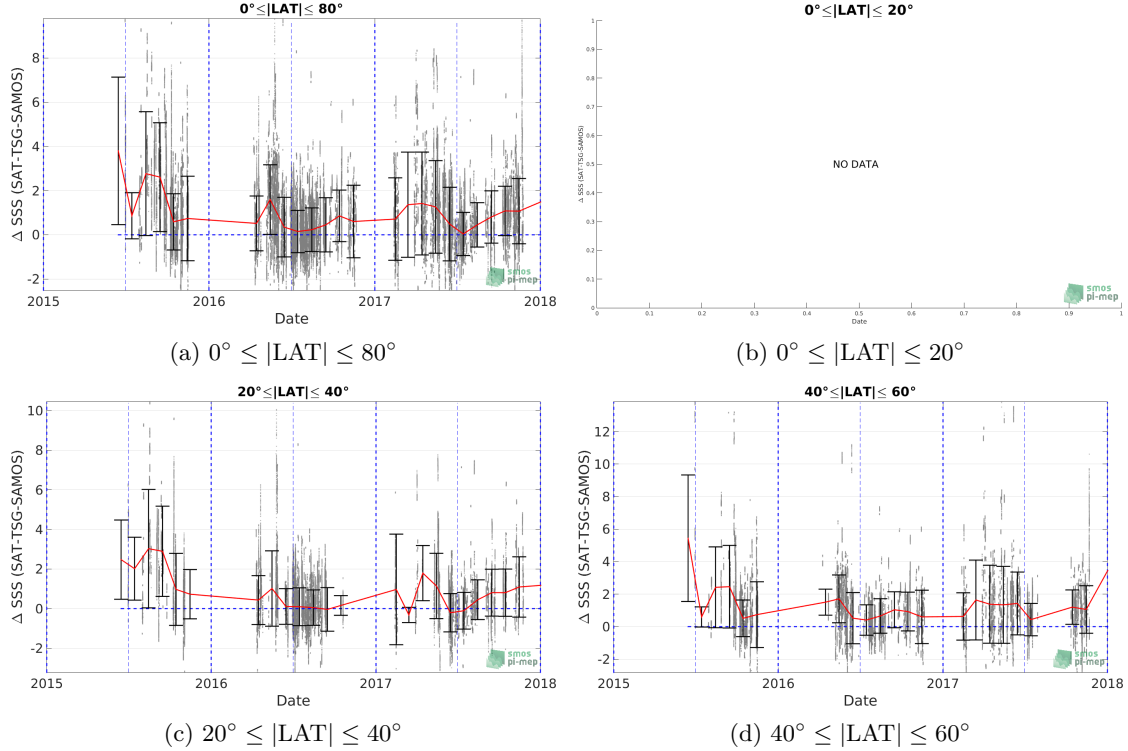 0°≤|LAT|≤ 80°
Δ SSS (SAT-TSG-SAMOS)
8
6
4
2
0
-2
2015
2016
2017
2018
Date
smos
pi-mep
(a) 0° ≤ |LAT| ≤ 80°
0°≤|LAT|≤ 20°
Δ SSS (SAT-TSG-SAMOS)
1
0.9
0.8
0.7
0.6
0.5
0.4
0.3
0.2
0.1
0
NO DATA
0
0.1
0.2
0.3
0.4
0.5
0.6
0.7
0.8
0.9
1
Date
smos
pi-mep
(b) 0° ≤ |LAT| ≤ 20°
20°≤|LAT|≤ 40°
Δ SSS (SAT-TSG-SAMOS)
10
8
6
4
2
0
-2
2015
2016
2017
2018
Date
smos
pi-mep
(c) 20° ≤ |LAT| ≤ 40°
40°≤|LAT|≤ 60°
Δ SSS (SAT-TSG-SAMOS)
12
10
8
6
4
2
0
-2
2015
2016
2017
2018
Date
smos
pi-mep
(d) 40° ≤ |LAT| ≤ 60°